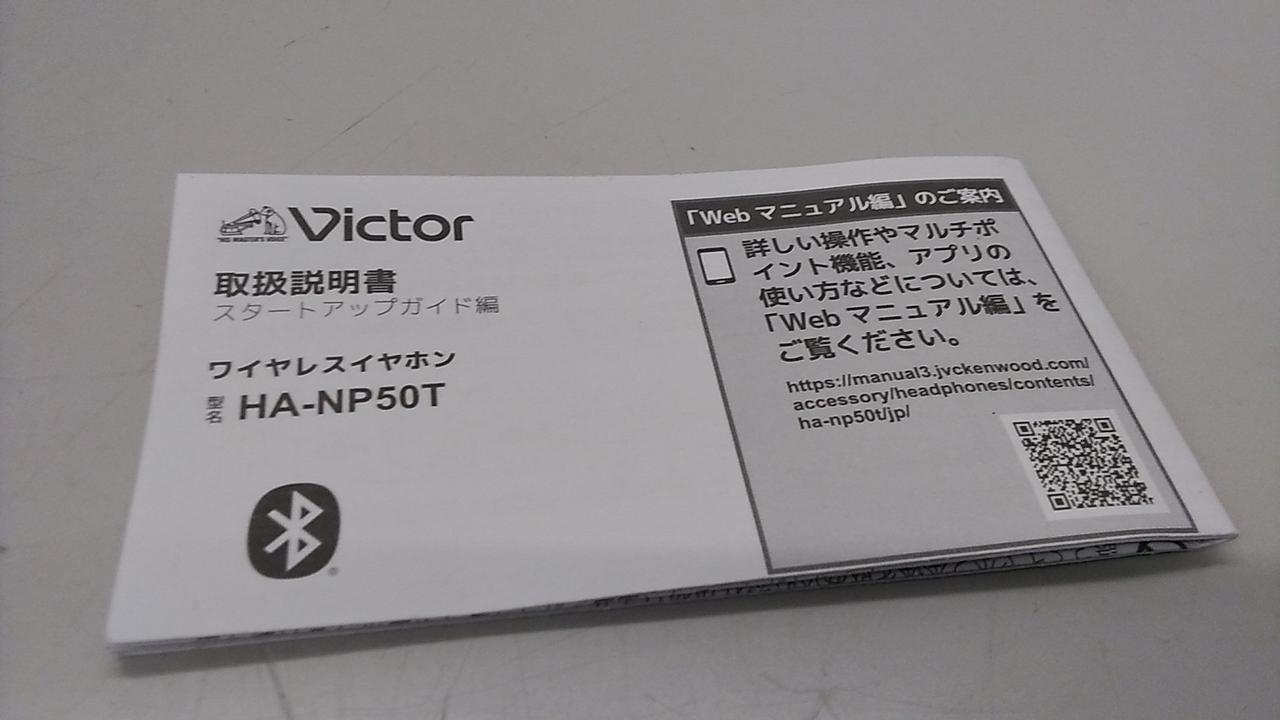 "HIS MASTER'S VOICE"
Victor
取扱説明書
スタートアップガイド編
ワイヤレスイヤホン
型名 HA-NP50T
「Web マニュアル編」のご案内
詳しい操作やマルチポ
イント機能、アプリの
使い方などについては、
「Web マニュアル編」を
ご覧ください。
https://manual3.jvckenwood.com/
accessory/headphones/contents/
ha-np50t/jp/